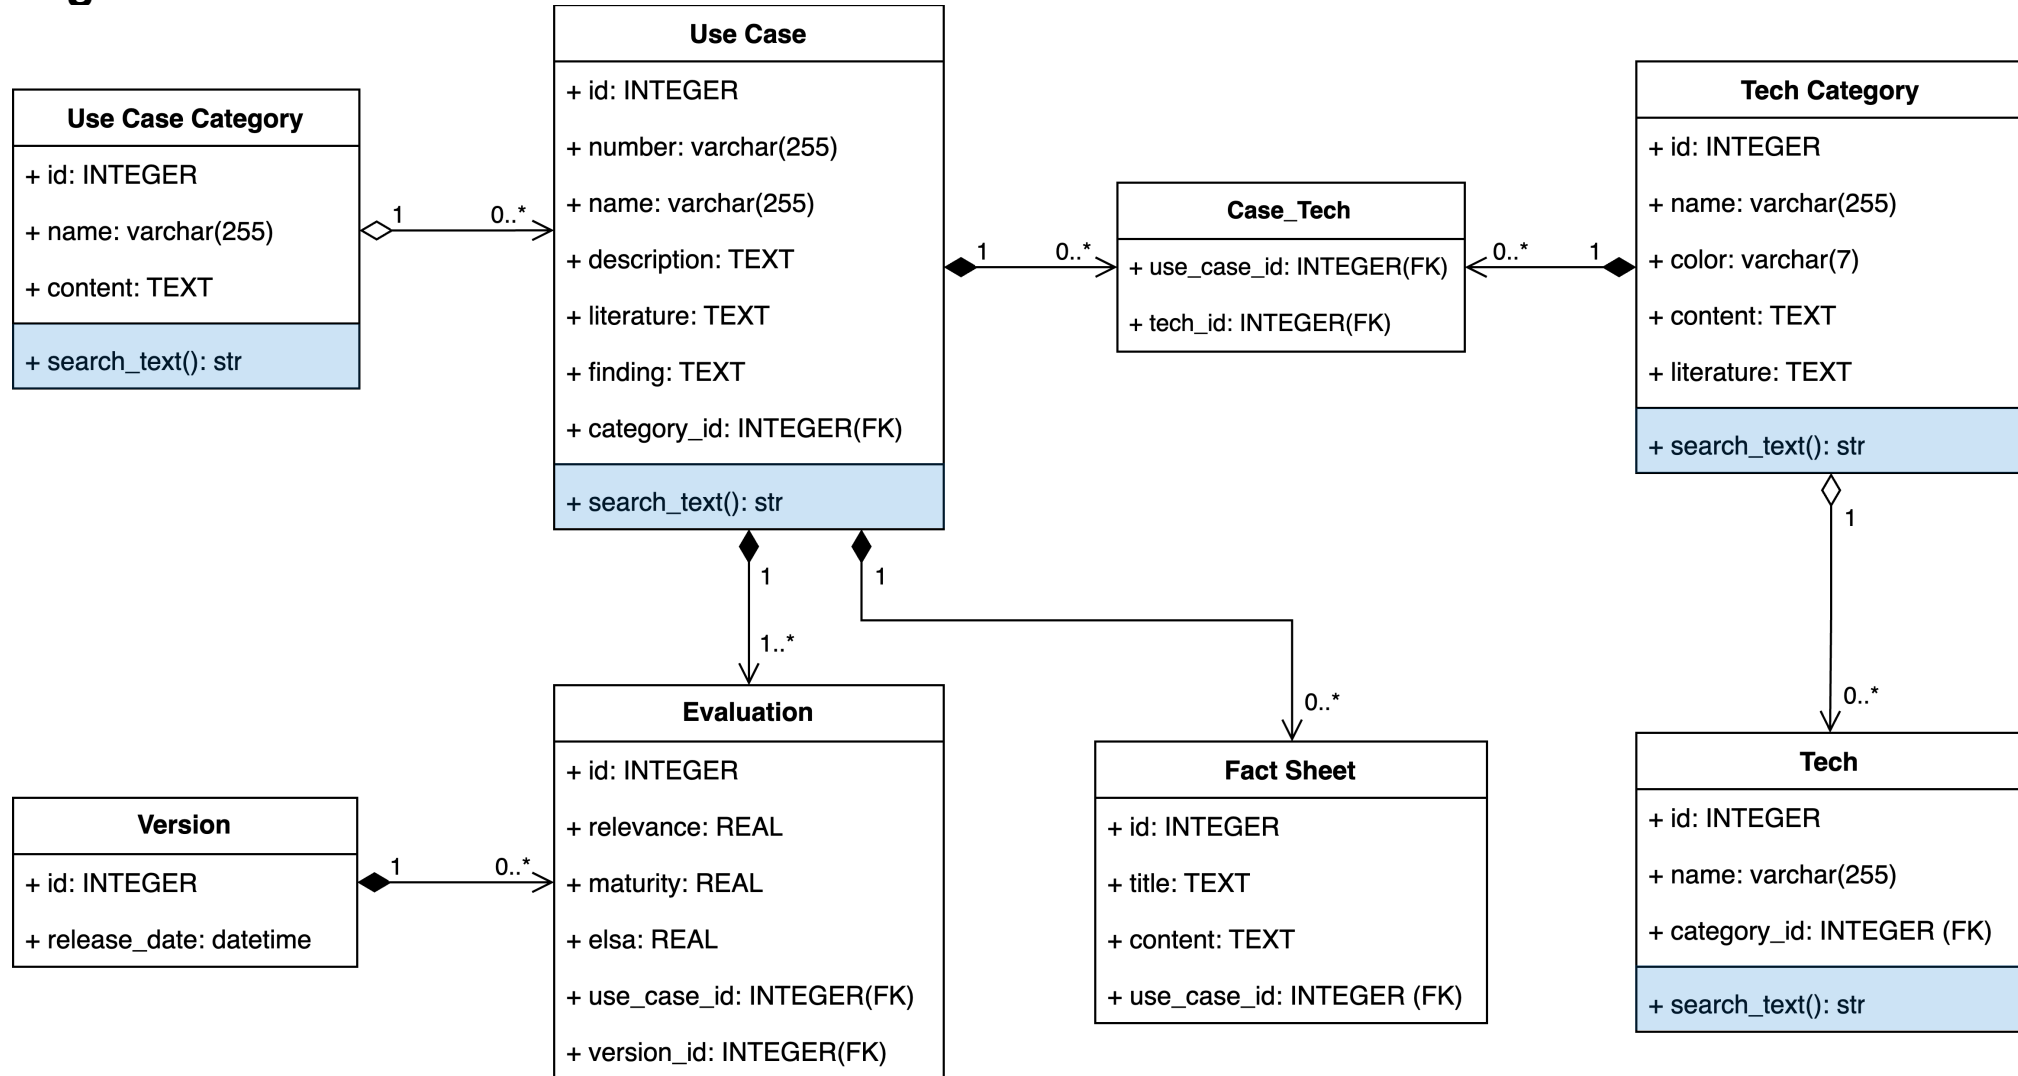 Use Case Category
+ id: INTEGER
+ name: varchar(255)
+ content: TEXT
+ search_text(): str
1
0..*
Use Case
+ id: INTEGER
+ number: varchar(255)
+ name: varchar(255)
+ description: TEXT
+ literature: TEXT
+ finding: TEXT
+ category_id: INTEGER(FK)
+ search_text(): str
1
0..*
Case_Tech
+ use_case_id: INTEGER(FK)
+ tech_id: INTEGER(FK)
0..*
1
Tech Category
+ id: INTEGER
+ name: varchar(255)
+ color: varchar(7)
+ content: TEXT
+ literature: TEXT
+ search_text(): str
1
0..*
1
1..*
1
0..*
Version
+ id: INTEGER
+ release_date: datetime
1
0..*
Evaluation
+ id: INTEGER
+ relevance: REAL
+ maturity: REAL
+ elsa: REAL
+ use_case_id: INTEGER(FK)
+ version_id: INTEGER(FK)
Fact Sheet
+ id: INTEGER
+ title: TEXT
+ content: TEXT
+ use_case_id: INTEGER (FK)
Tech
+ id: INTEGER
+ name: varchar(255)
+ category_id: INTEGER (FK)
+ search_text(): str